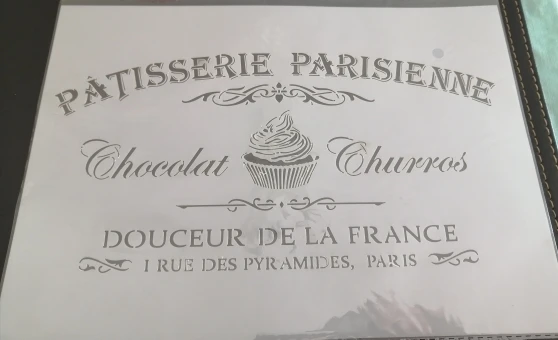 PÂTISSERIE PARISIENNE
Chocolat Churros
DOUCEUR DE LA FRANCE
1 RUE DES PYRAMIDES, PARIS